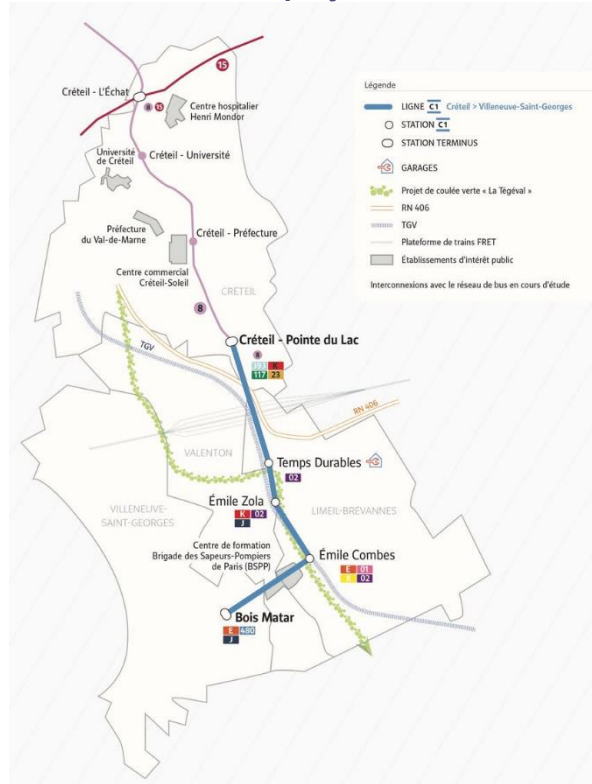 15
Créteil - L'Échat
8 15
Centre hospitalier
Henri Mondor
Université
de Créteil
Créteil - Université
Préfecture
du Val-de-Marne
Créteil - Préfecture
Centre commercial
Créteil-Soleil
CRÉTEIL
8
Créteil - Pointe du Lac
8
393 K
117 23
TGV
RN 406
VALENTON
Temps Durables
02
Émile Zola
K 02
J
VILLENEUVE-
SAINT-GEORGES
LIMEIL-BRÉVANNES
Centre de formation
Brigade des Sapeurs-Pompiers
de Paris (BSPP)
Émile Combes
E 01
02
Bois Matar
E 480
J
Légende
LIGNE C1 Créteil > Villeneuve-Saint-Georges
STATION C1
STATION TERMINUS
GARAGES
Projet de coulée verte « La Tégéval »
RN 406
TGV
Plateforme de trains FRET
Établissements d'intérêt public
Interconnexions avec le réseau de bus en cours d'étude